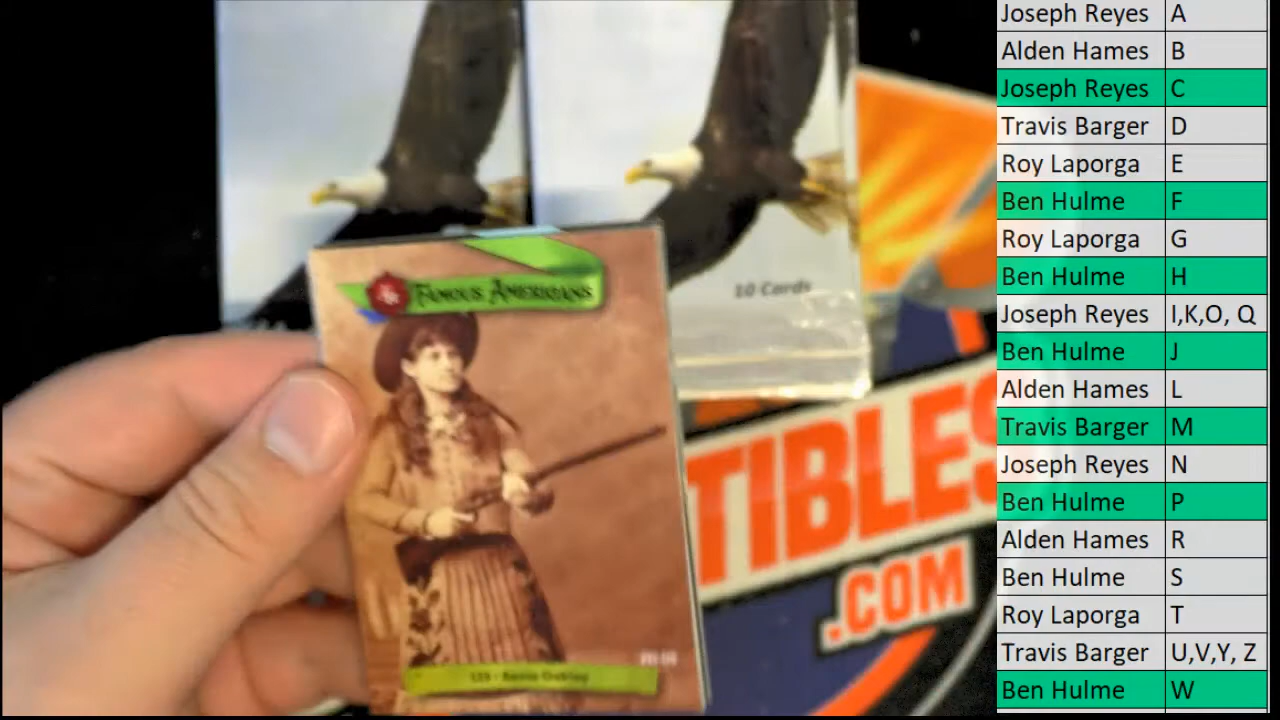 Joseph Reyes A
Alden Hames B
Joseph Reyes C
Travis Barger D
Roy Laporga E
Ben Hulme F
Roy Laporga G
Ben Hulme H
Joseph Reyes I,K,O, Q
Ben Hulme J
Alden Hames L
Travis Barger M
Joseph Reyes N
Ben Hulme P
Alden Hames R
Ben Hulme S
Roy Laporga T
Travis Barger U,V,Y, Z
Ben Hulme W
10 Cards
FAMOUS AMERICANS
Annie Oakley
TIBLES
.COM